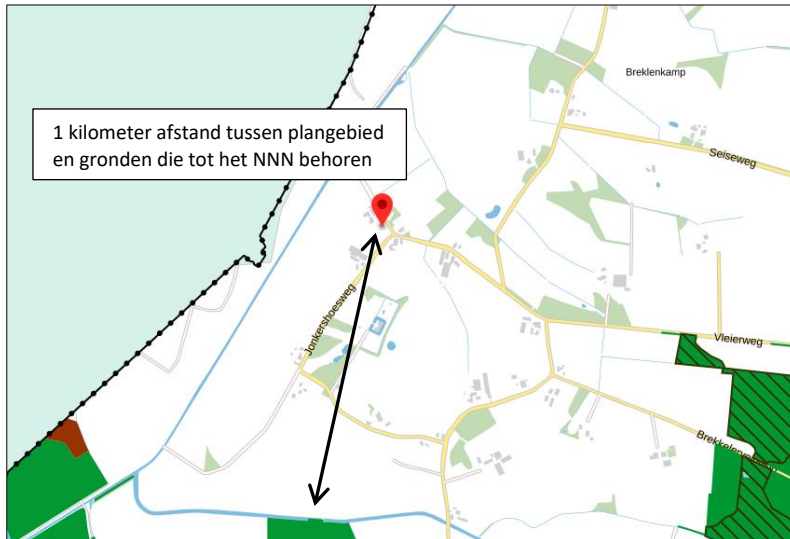 Breklenkamp
1 kilometer afstand tussen plangebied
en gronden die tot het NNN behoren
Seiseweg
Jonkershoesweg
Vleierweg